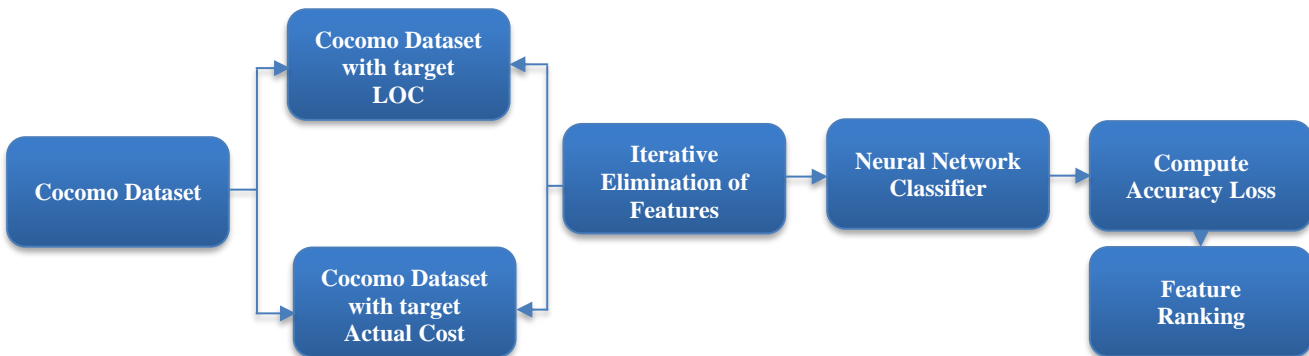 Cocomo Dataset
Cocomo Dataset
with target
LOC
Cocomo Dataset
with target
Actual Cost
Iterative
Elimination of
Features
Neural Network
Classifier
Compute
Accuracy Loss
Feature
Ranking